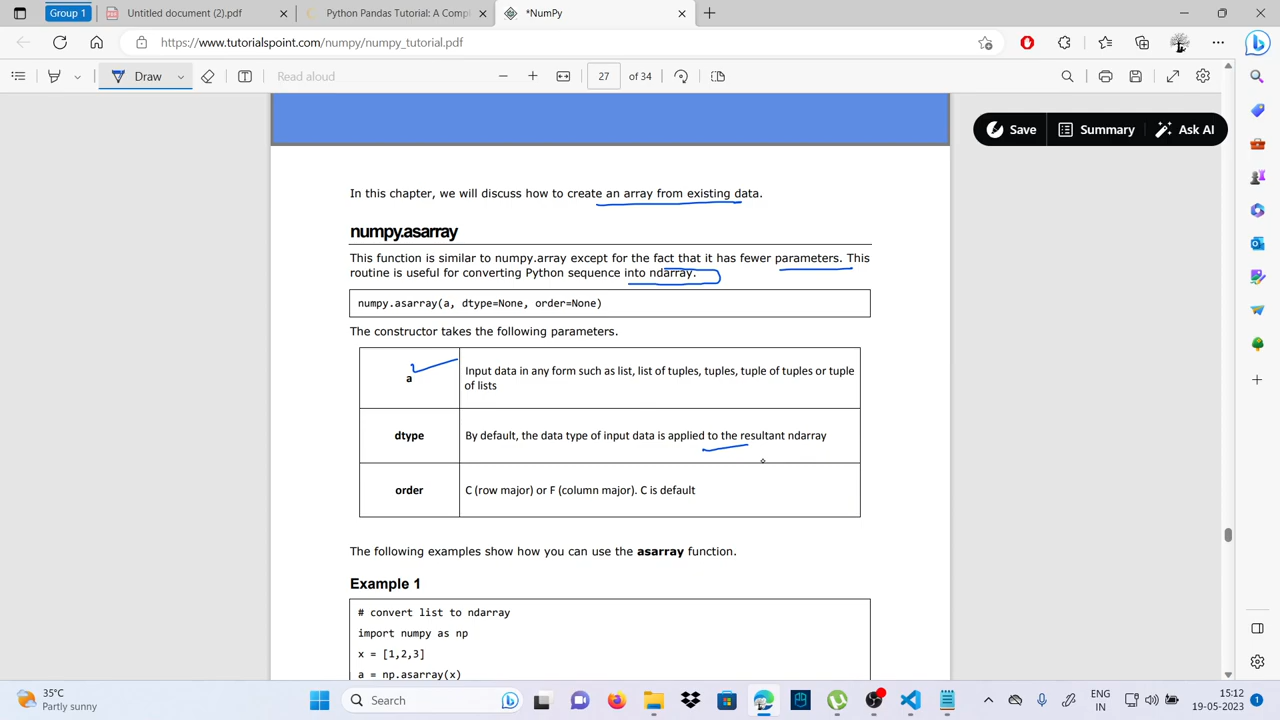 Group 1
Untitled document (2).pdf
Python Pandas Tutorial: A Compl
*NumPy
https://www.tutorialspoint.com/numpy/numpy_tutorial.pdf
Draw
Read aloud
27 of 34
Save
Summary
Ask AI
In this chapter, we will discuss how to create an array from existing data.
numpy.asarray
This function is similar to numpy.array except for the fact that it has fewer parameters. This
routine is useful for converting Python sequence into ndarray.
numpy.asarray(a, dtype=None, order=None)
The constructor takes the following parameters.
a
Input data in any form such as list, list of tuples, tuples, tuple of tuples or tuple
of lists
dtype
By default, the data type of input data is applied to the resultant ndarray
order
C (row major) or F (column major). C is default
The following examples show how you can use the asarray function.
Example 1
# convert list to ndarray
import numpy as np
x = [1,2,3]
a = np.asarray(x)
35°C
Partly sunny
Search
ENG
IN
15:12
19-05-2023
1